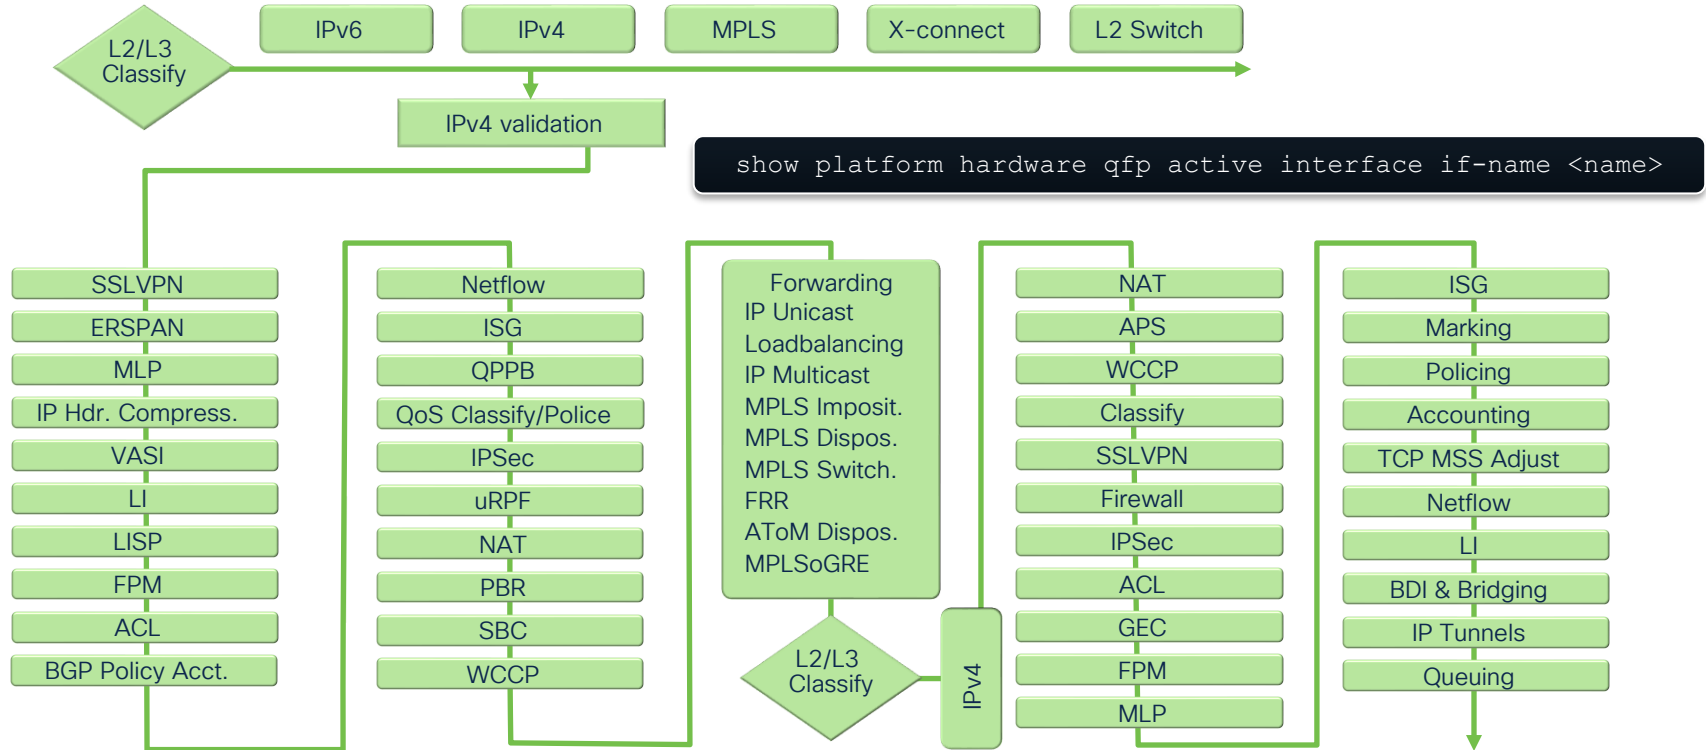 L2/L3
Classify
IPv6
IPv4
MPLS
X-connect
L2 Switch
IPv4 validation
show platform hardware qfp active interface if-name <name>
SSLVPN
ERSPAN
MLP
IP Hdr. Compress.
VASI
LI
LISP
FPM
ACL
BGP Policy Acct.
Netflow
ISG
QPPB
QoS Classify/Police
IPSec
uRPF
NAT
PBR
SBC
WCCP
Forwarding
IP Unicast
Loadbalancing
IP Multicast
MPLS Imposit.
MPLS Dispos.
MPLS Switch.
FRR
AToM Dispos.
MPLSoGRE
L2/L3
Classify
IPv4
NAT
APS
WCCP
Classify
SSLVPN
Firewall
IPSec
ACL
GEC
FPM
MLP
ISG
Marking
Policing
Accounting
TCP MSS Adjust
Netflow
LI
BDI & Bridging
IP Tunnels
Queuing